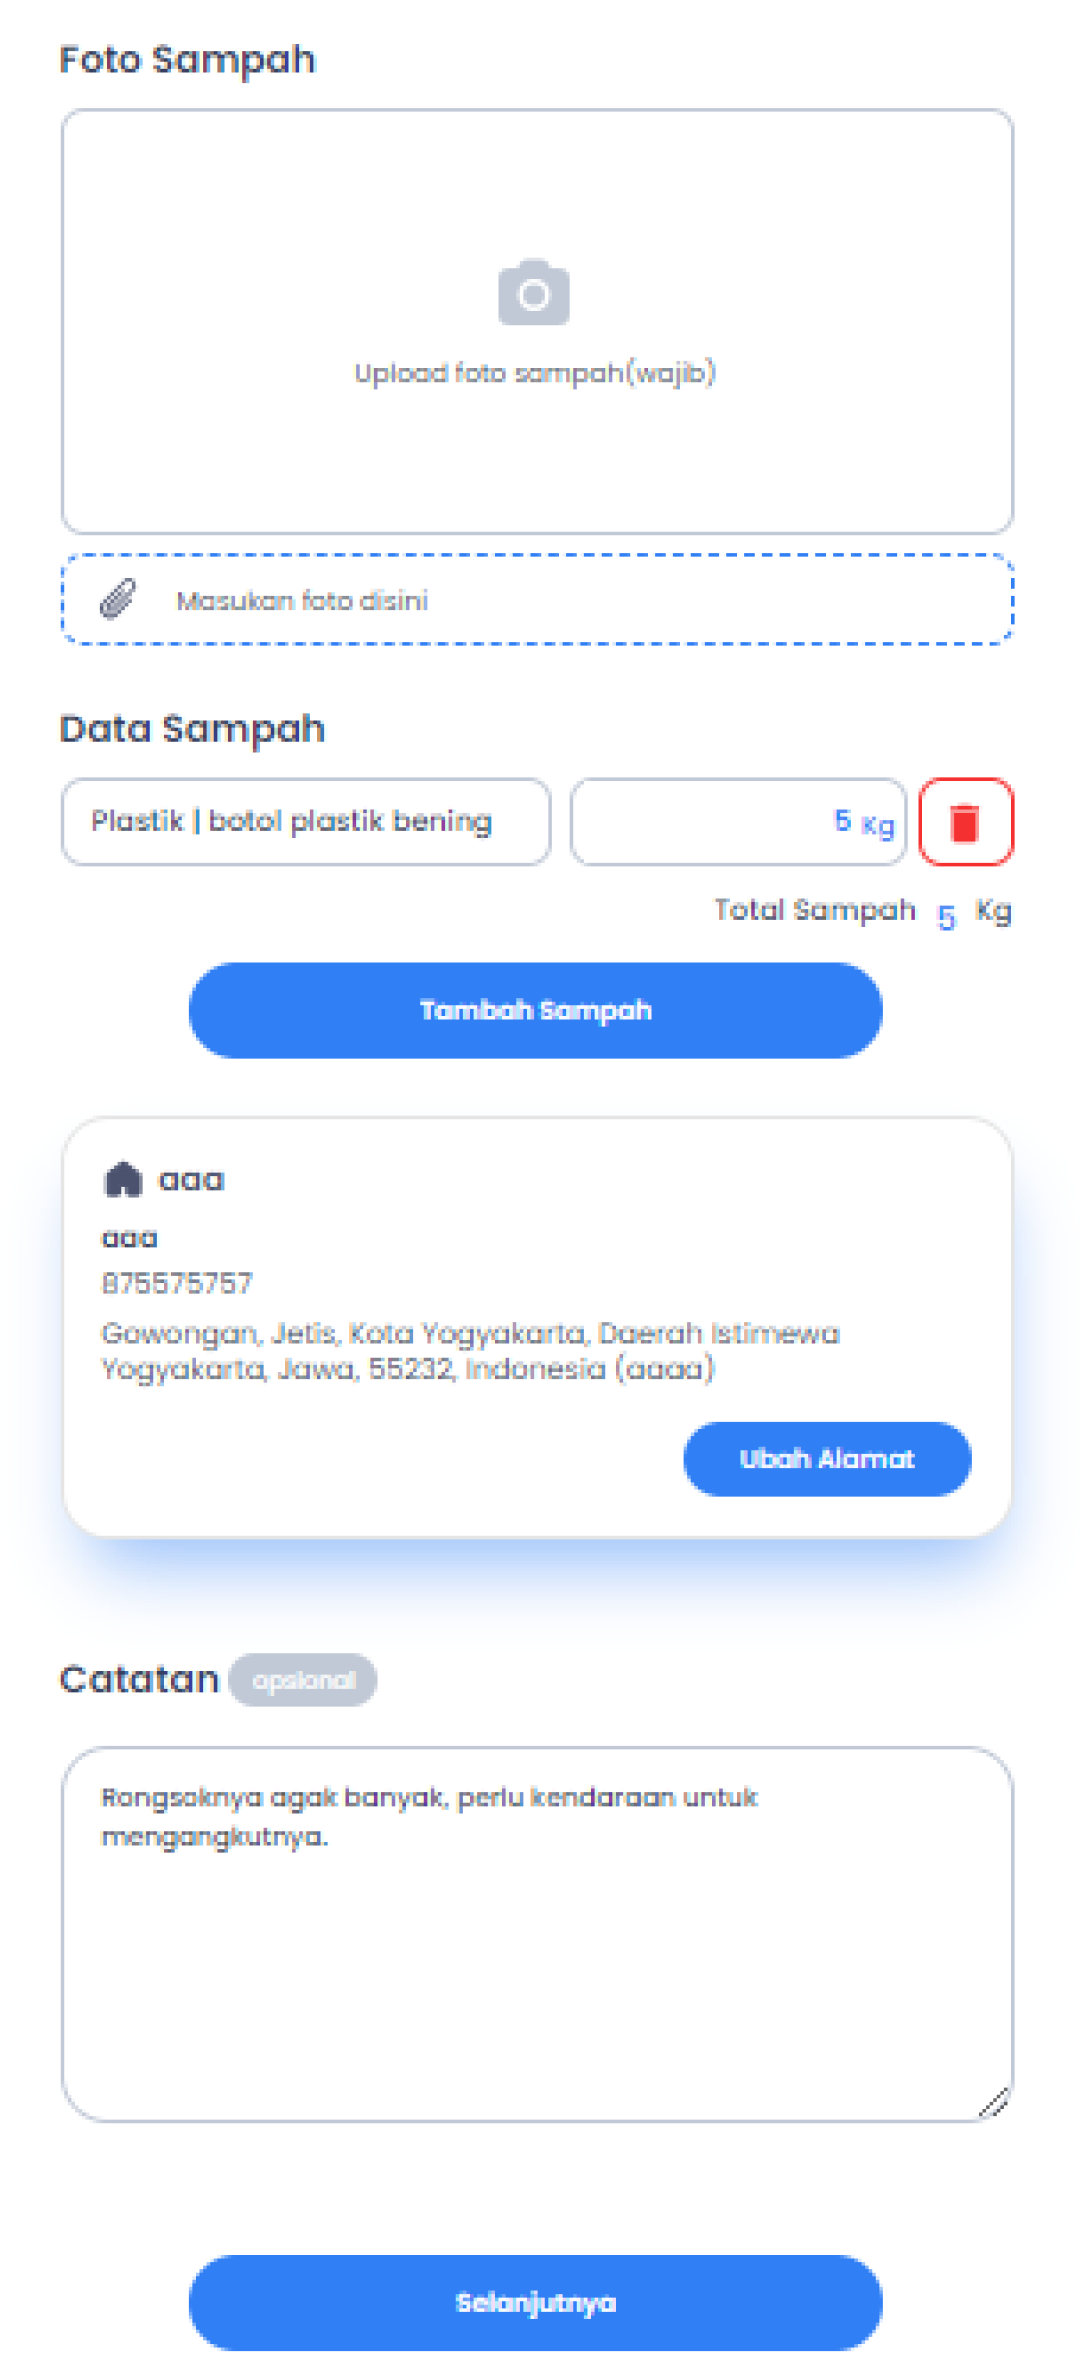 Foto Sampah
Upload foto sampah(wajib)
Masukan foto disini
Data Sampah
Plastik | botol plastik bening 5 Kg
Total Sampah 5 Kg
Tambah Sampah
aaa
aaa
875575757
Gowongan, Jetis, Kota Yogyakarta, Daerah Istimewa
Yogyakarta, Jawa, 55232, Indonesia (aaaa)
Ubah Alamat
Catatan opsional
Rongsoknya agak banyak, perlu kendaraan untuk
mengangkutnya.
Selanjutnya